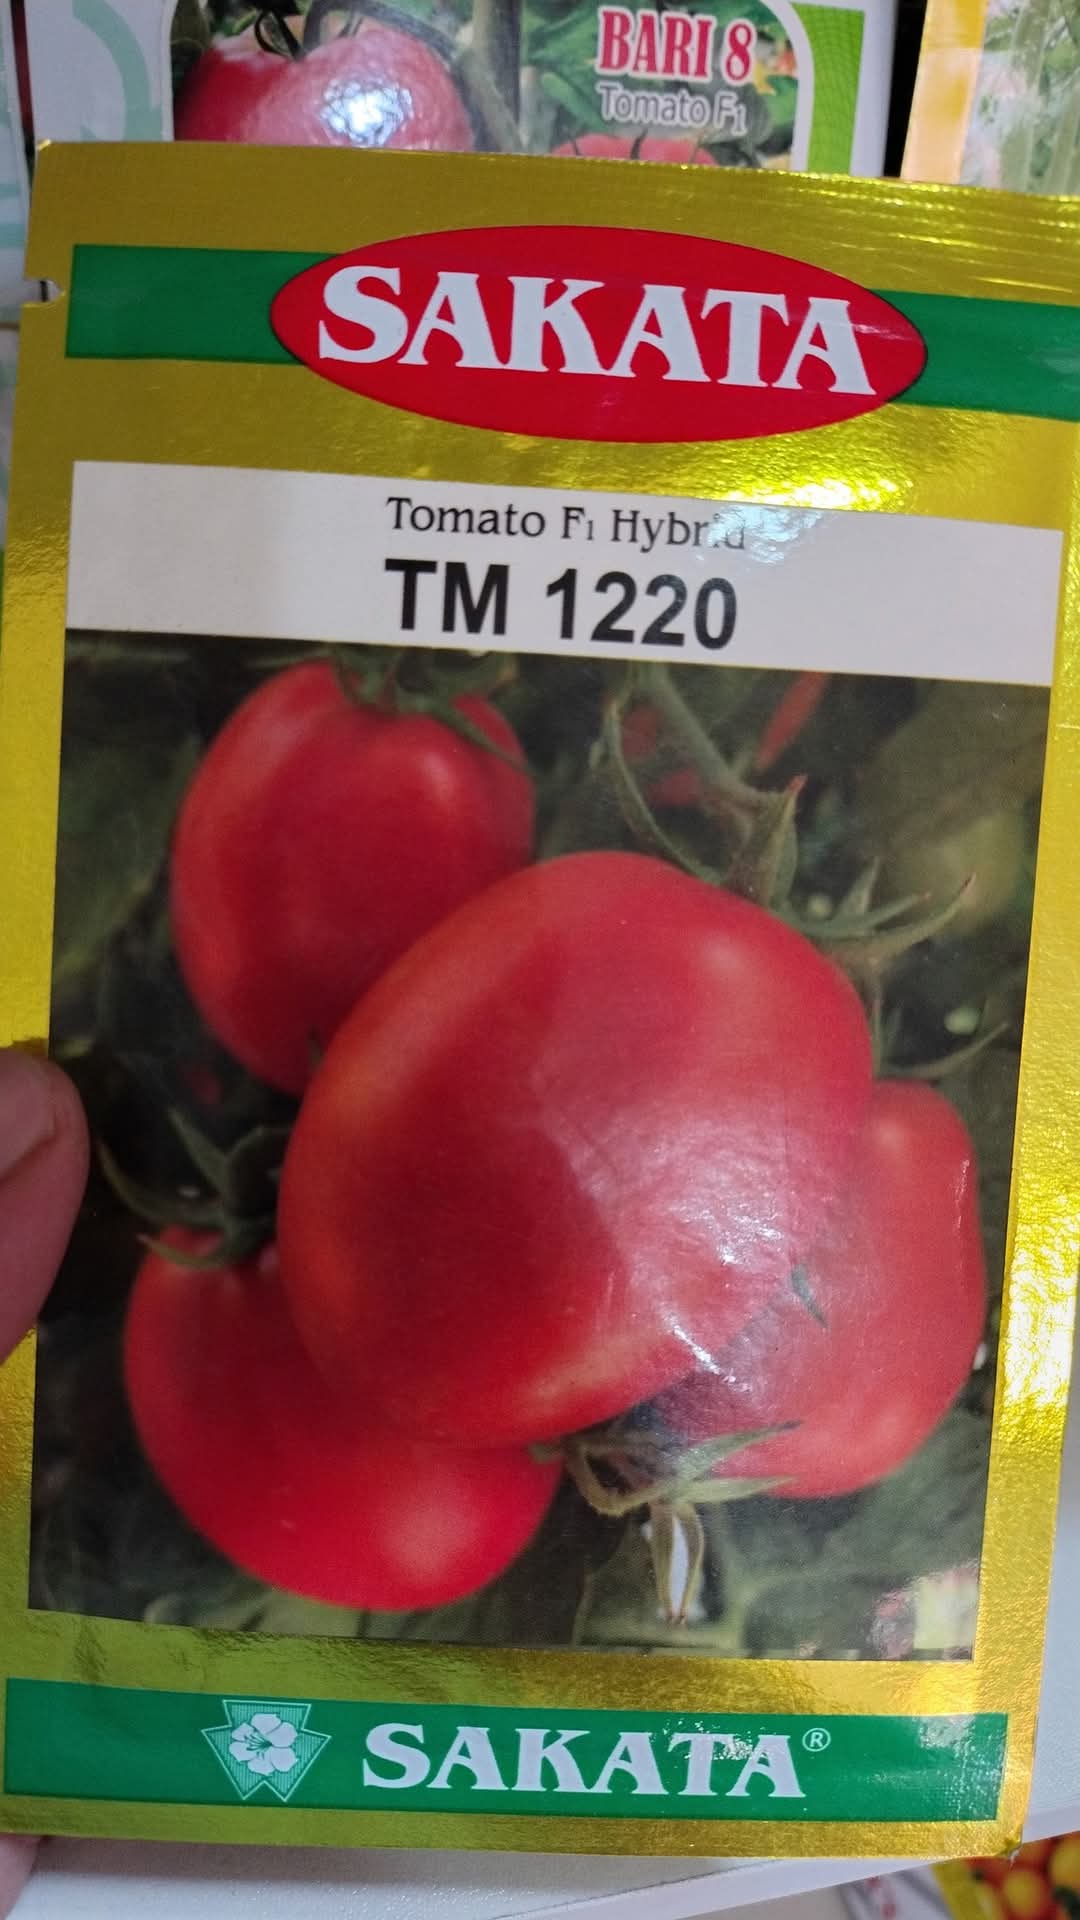 BARI 8
Tomato F1
SAKATA
Tomato F1 Hybrid
TM 1220
SAKATA®